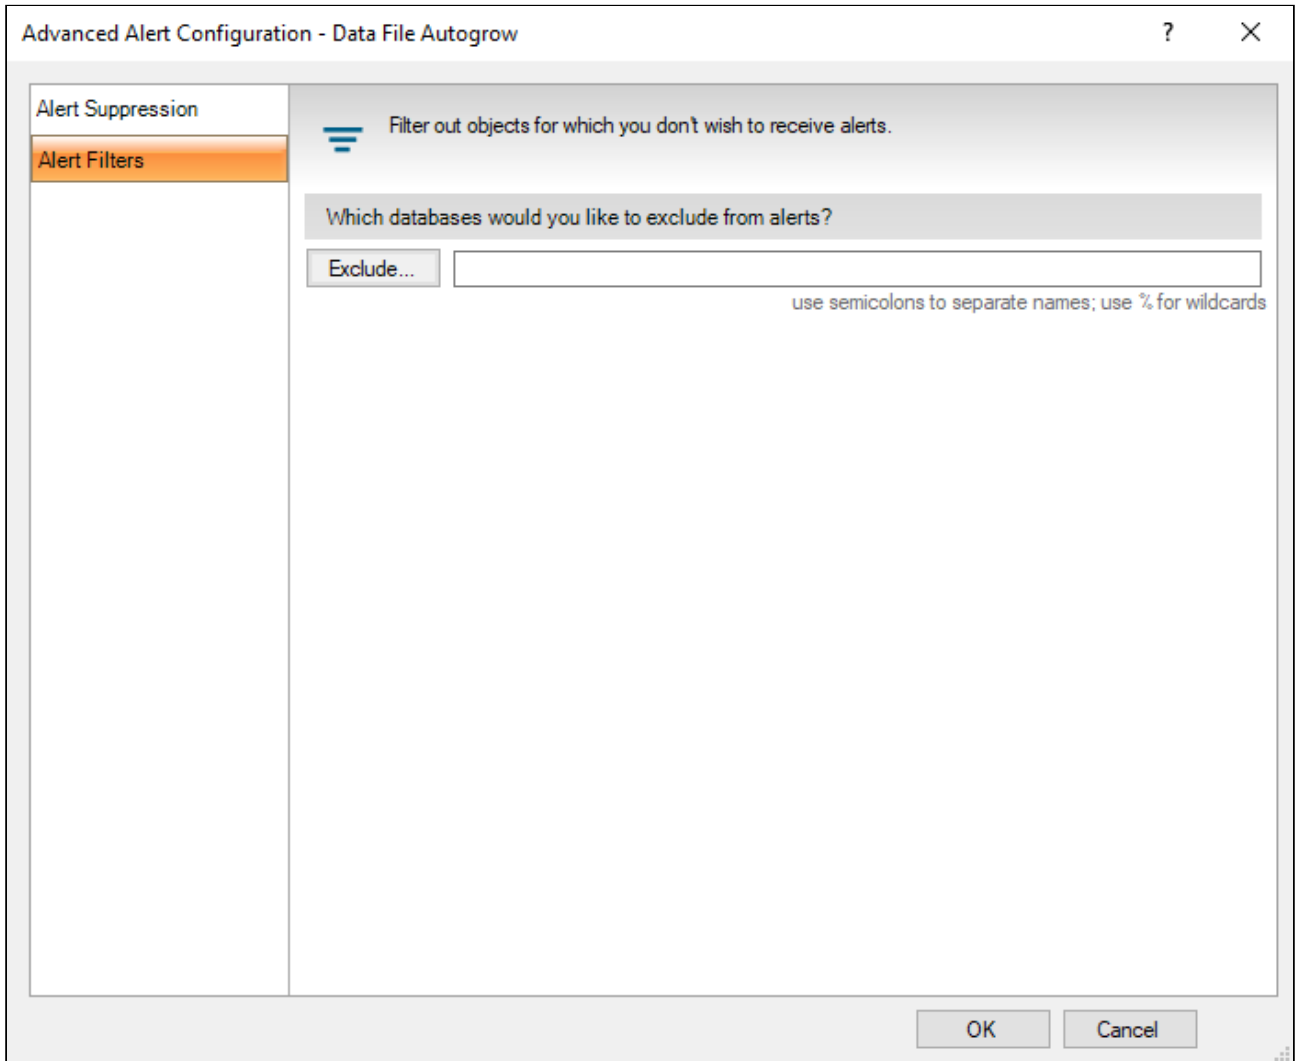 Advanced Alert Configuration - Data File Autogrow
?
Alert Suppression
Alert Filters
Filter out objects for which you don't wish to receive alerts.
Which databases would you like to exclude from alerts?
Exclude...
use semicolons to separate names; use % for wildcards
OK
Cancel